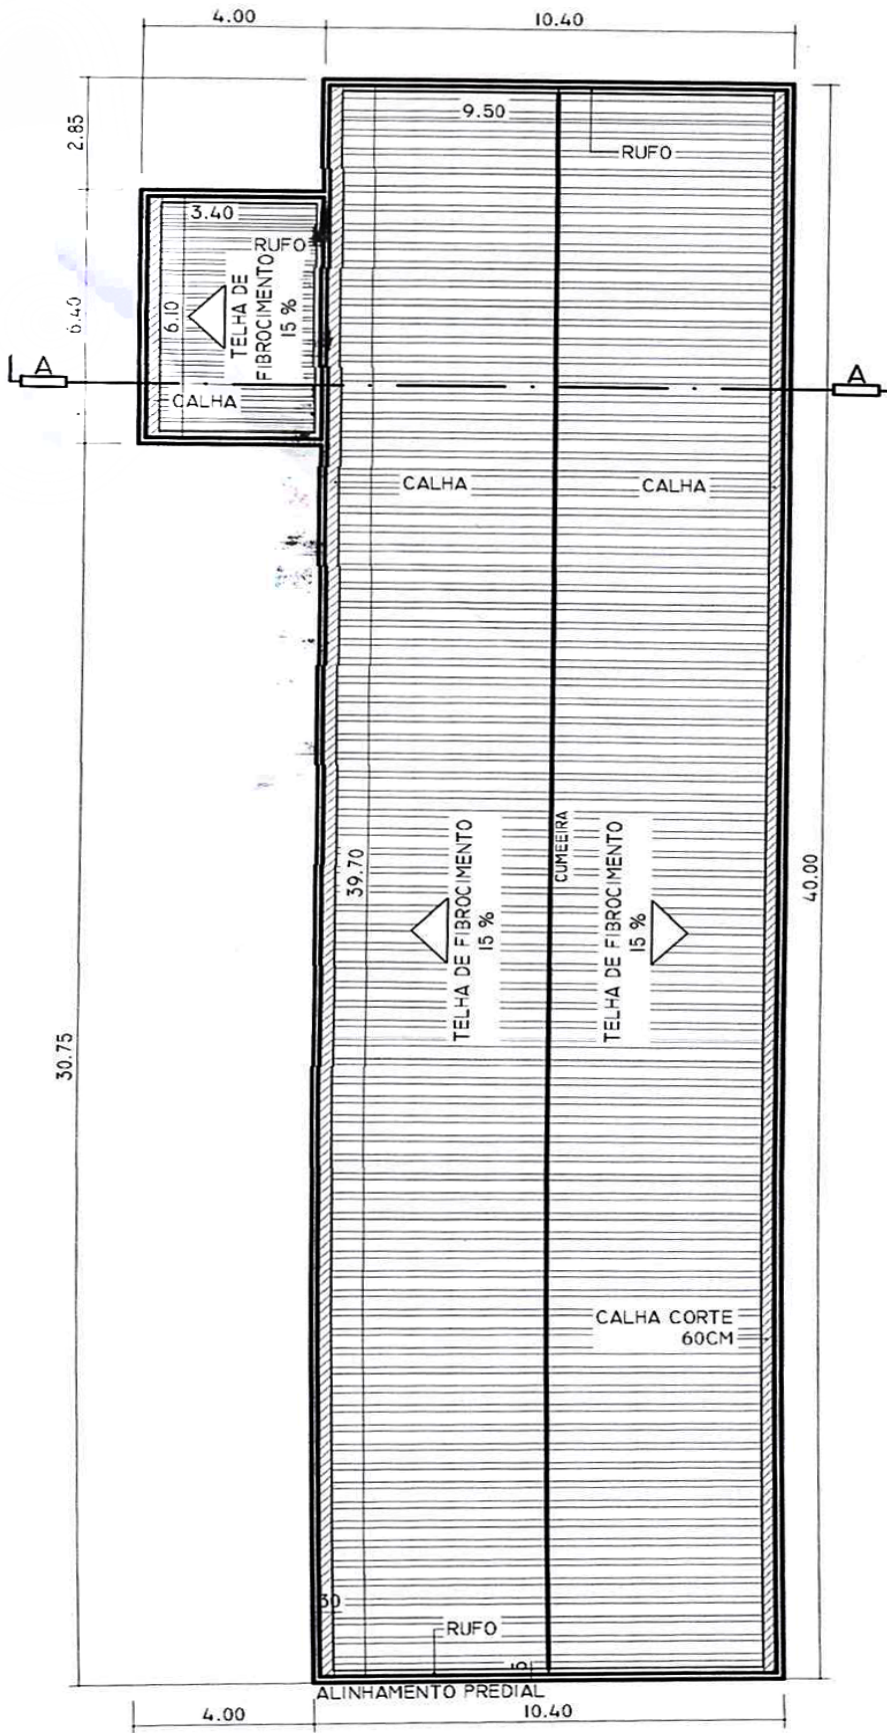 4.00
10.40
2.85
9.50
RUFO
3.40
RUFO
TELHA DE
FIBROCIMENTO
15 %
6.10
6.40
A
A
CALHA
CALHA
CALHA
39.70
TELHA DE FIBROCIMENTO
15 %
CUMEEIRA
TELHA DE FIBROCIMENTO
15 %
40.00
30.75
CALHA CORTE
60CM
30
RUFO
ALINHAMENTO PREDIAL
4.00
10.40